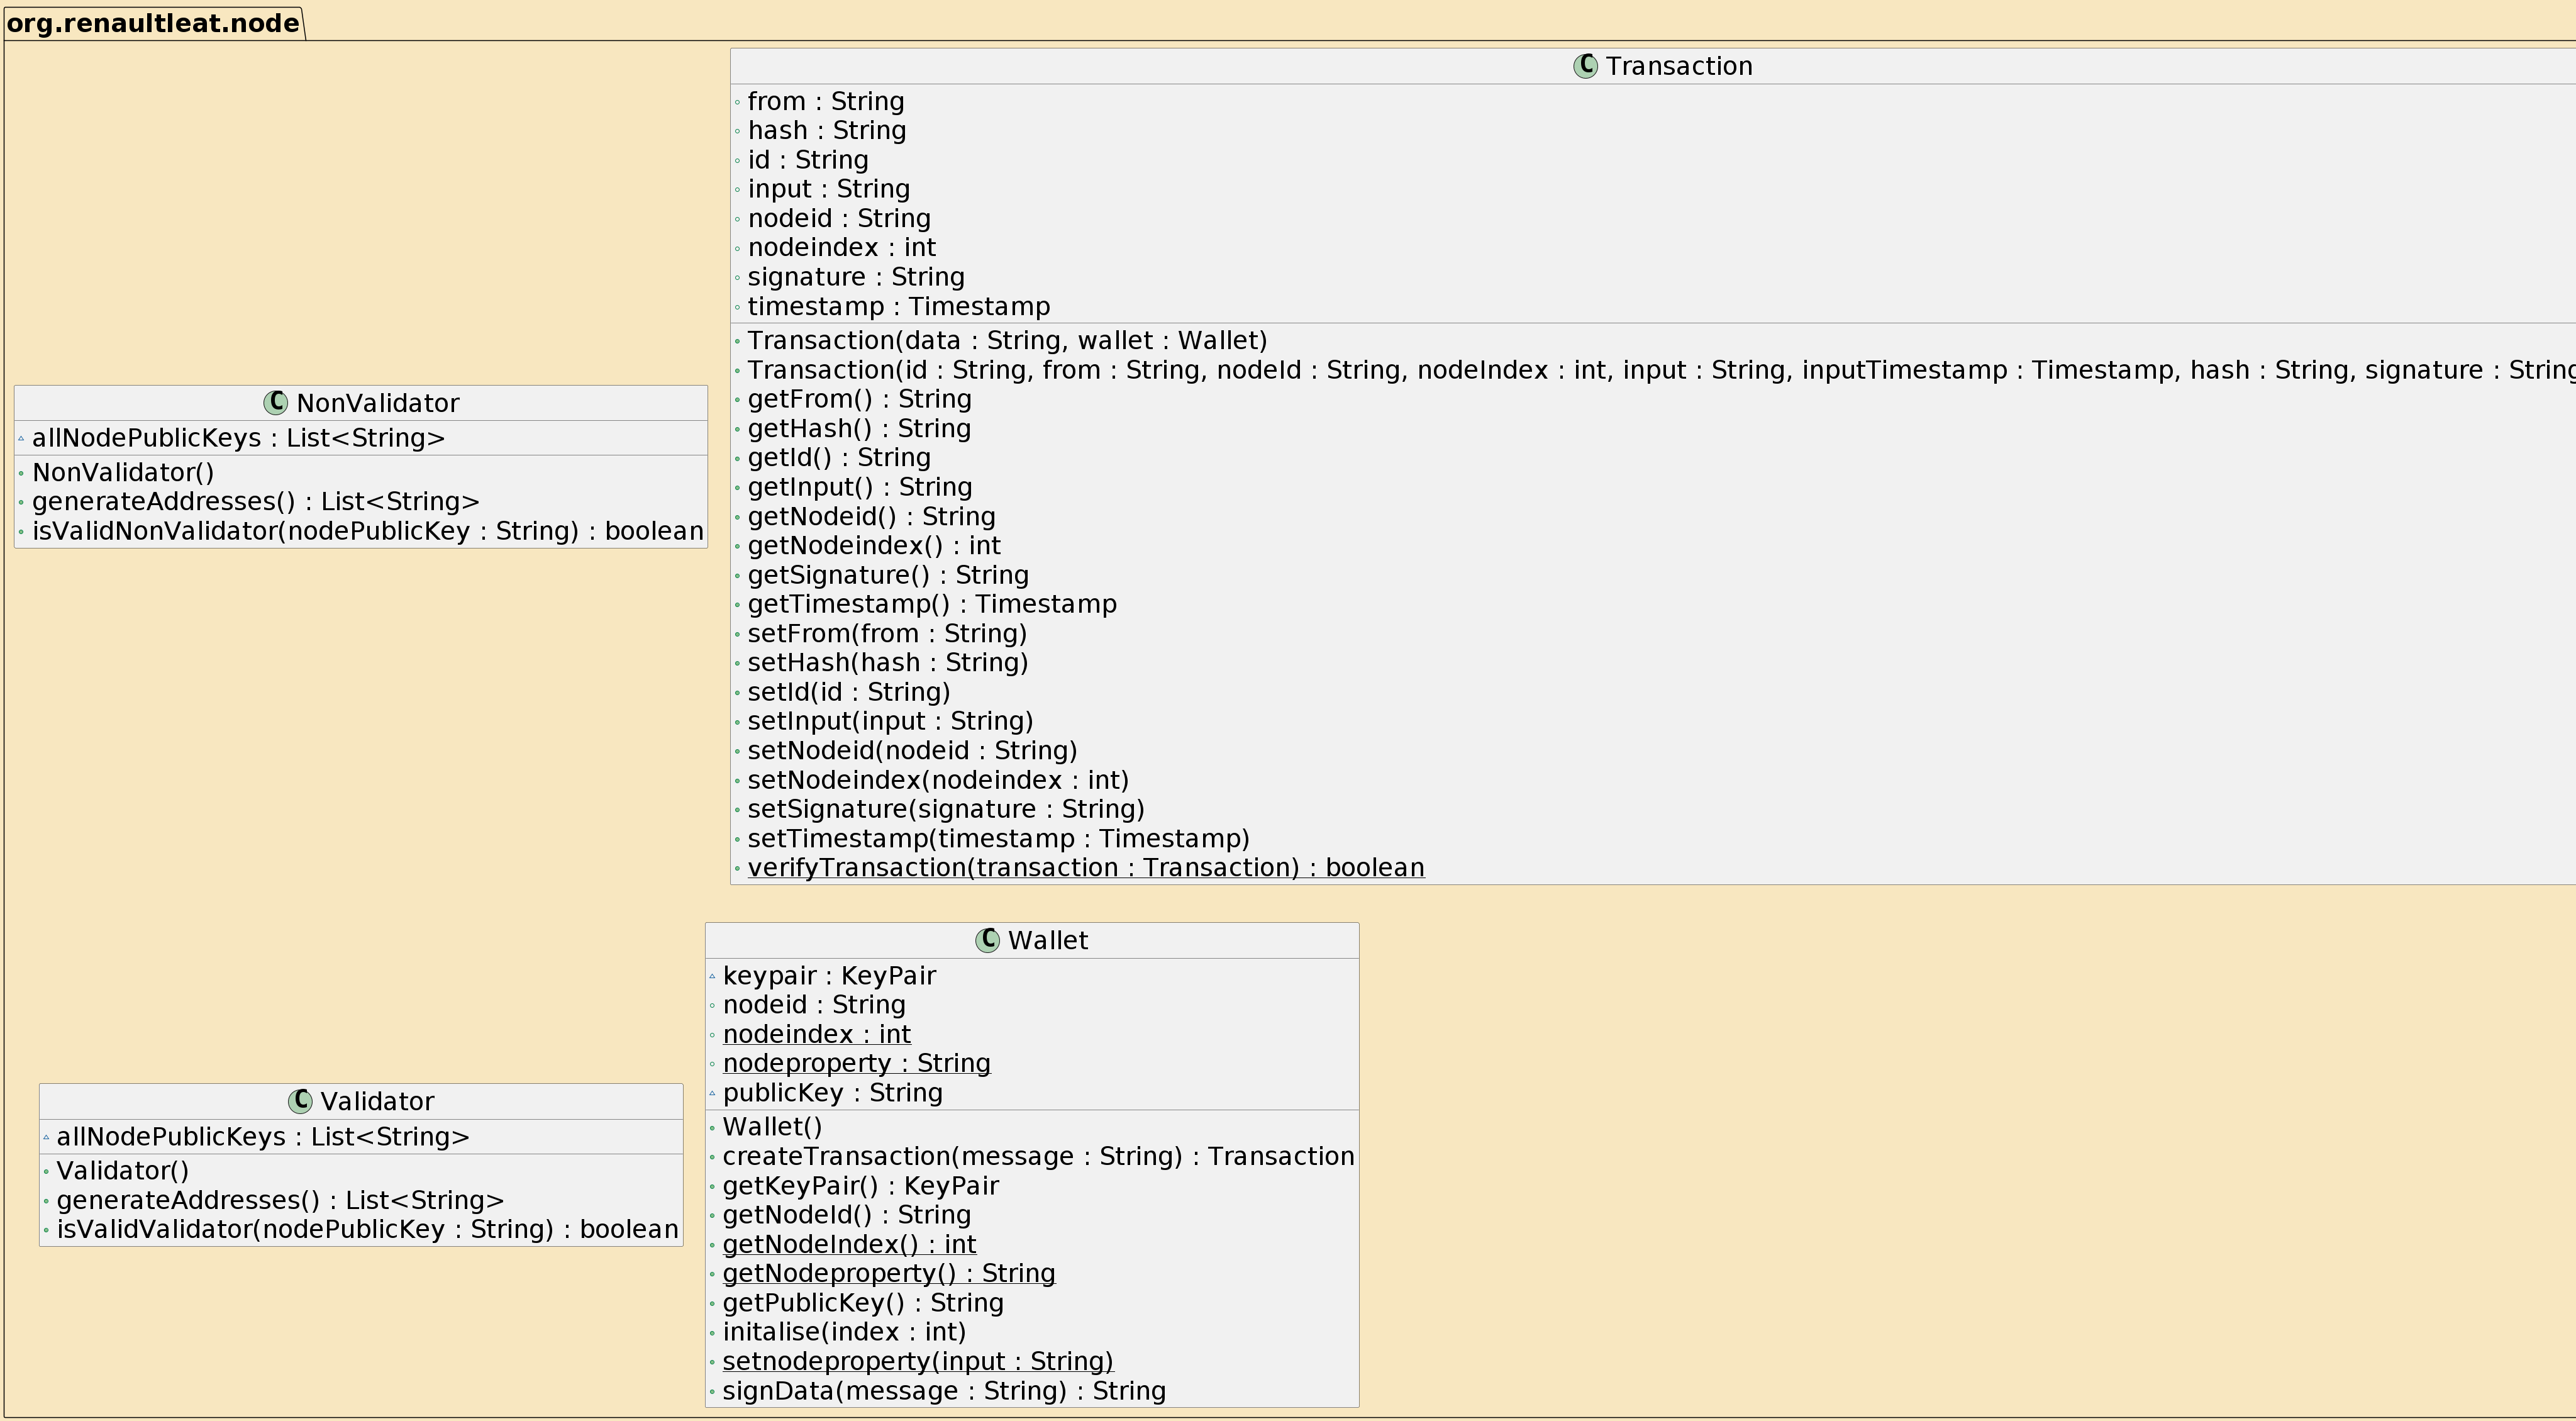 org.renaultleat.node
C Transaction
from : String
hash : String
id : String
input : String
nodeid : String
nodeindex : int
signature : String
timestamp : Timestamp
Transaction(data : String, wallet : Wallet)
Transaction(id : String, from : String, nodeId : String, nodeIndex : int, input : String, inputTimestamp : Timestamp, hash : String, signature : String
getFrom() : String
getHash() : String
getId() : String
getInput() : String
getNodeid() : String
getNodeindex() : int
getSignature() : String
getTimestamp() : Timestamp
setFrom(from : String)
setHash(hash : String)
setId(id : String)
setInput(input : String)
setNodeid(nodeid : String)
setNodeindex(nodeindex : int)
setSignature(signature : String)
setTimestamp(timestamp : Timestamp)
verifyTransaction(transaction : Transaction) : boolean
C NonValidator
allNodePublicKeys : List<String>
NonValidator()
generateAddresses() : List<String>
isValidNonValidator(nodePublicKey : String) : boolean
C Wallet
keypair : KeyPair
nodeid : String
nodeindex : int
nodeproperty : String
publicKey : String
Wallet()
createTransaction(message : String) : Transaction
getKeyPair() : KeyPair
getNodeId() : String
getNodeIndex() : int
getNodeproperty() : String
getPublicKey() : String
initalise(index : int)
setnodeproperty(input : String)
signData(message : String) : String
C Validator
allNodePublicKeys : List<String>
Validator()
generateAddresses() : List<String>
isValidValidator(nodePublicKey : String) : boolean